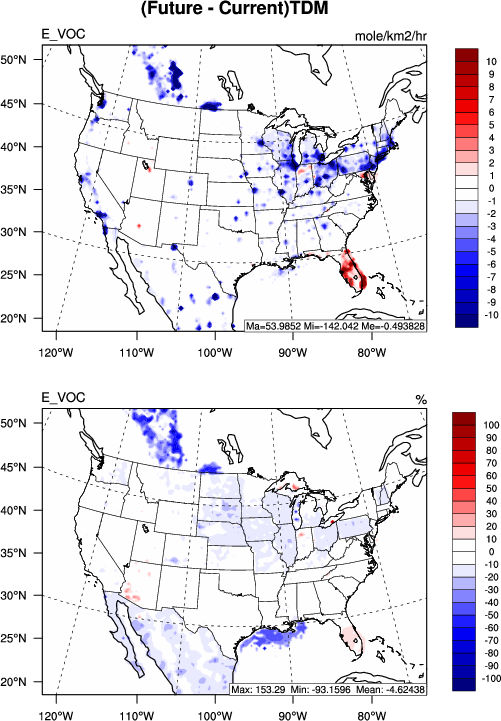 (Future - Current)TDM
E_VOC mole/km2/hr
50°N
45°N
40°N
35°N
30°N
25°N
20°N
120°W 110°W 100°W 90°W 80°W
10
9
8
7
6
5
4
3
2
1
0
-1
-2
-3
-4
-5
-6
-7
-8
-9
-10
Ma=53.9852 Mi=-142.042 Me=-0.493828
E_VOC %
50°N
45°N
40°N
35°N
30°N
25°N
20°N
120°W 110°W 100°W 90°W 80°W
100
90
80
70
60
50
40
30
20
10
0
-10
-20
-30
-40
-50
-60
-70
-80
-90
-100
Max: 153.29 Min: -93.1596 Mean: -4.62438